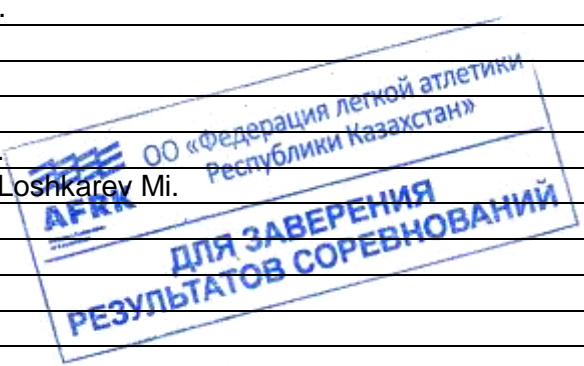 Loshkarev Mi.
AFRK
ОО «Федерация легкой атлетики
Республики Казахстан»
ДЛЯ ЗАВЕРЕНИЯ
РЕЗУЛЬТАТОВ СОРЕВНОВАНИЙ